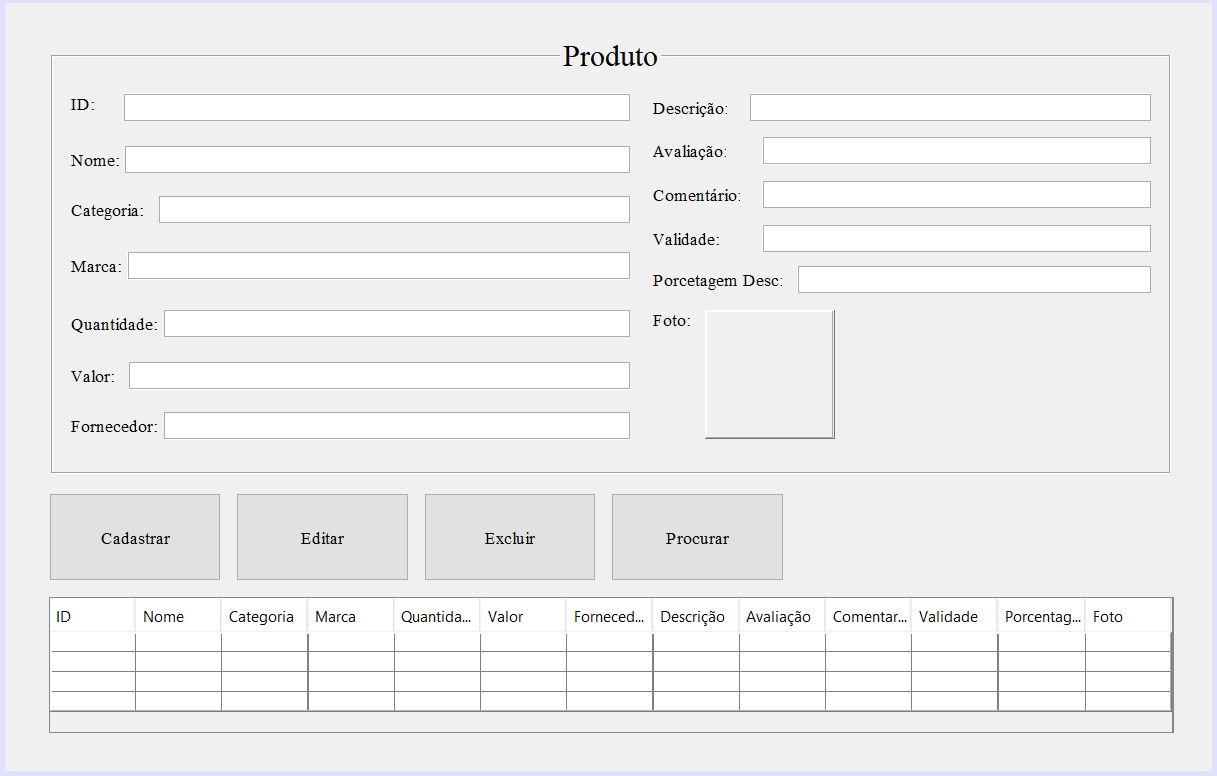 Produto
ID:
Nome:
Categoria:
Marca:
Quantidade:
Valor:
Fornecedor:
Descrição:
Avaliação:
Comentário:
Validade:
Porcetagem Desc:
Foto:
Cadastrar Editar Excluir Procurar
ID Nome Categoria Marca Quantida... Valor Forneced... Descrição Avaliação Comentar... Validade Porcentag... Foto